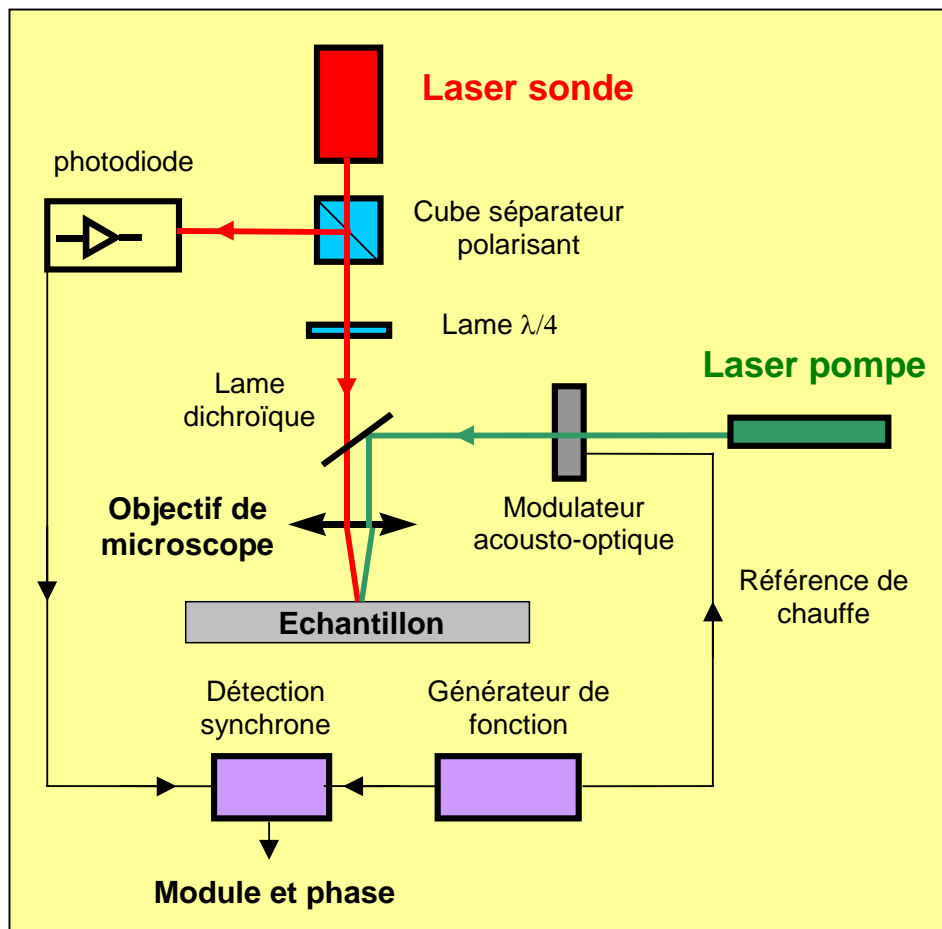 Laser sonde
photodiode
Cube séparateur
polarisant
Lame λ/4
Laser pompe
Lame
dichroïque
Objectif de
microscope
Modulateur
acousto-optique
Référence de
chauffe
Echantillon
Détection
synchrone
Générateur de
fonction
Module et phase